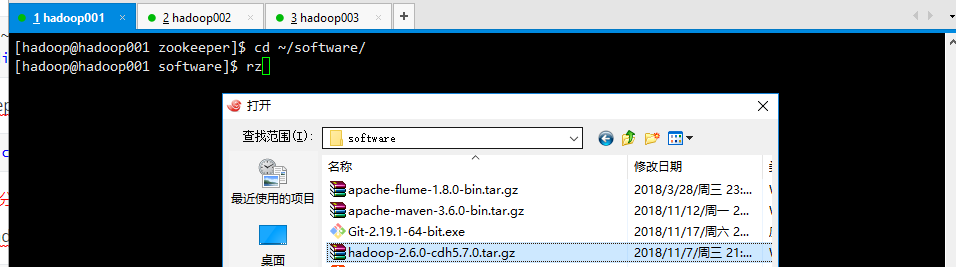 1 hadoop001
2 hadoop002
3 hadoop003
[hadoop@hadoop001 zookeeper]$ cd ~/software/
[hadoop@hadoop001 software]$ rz
打开
查找范围(I):
software
名称
修改日期
最近使用的项目
apache-flume-1.8.0-bin.tar.gz
2018/3/28/周三 23:...
apache-maven-3.6.0-bin.tar.gz
2018/11/12/周一 2...
Git-2.19.1-64-bit.exe
2018/11/17/周六 2...
桌面
hadoop-2.6.0-cdh5.7.0.tar.gz
2018/11/7/周三 21:...